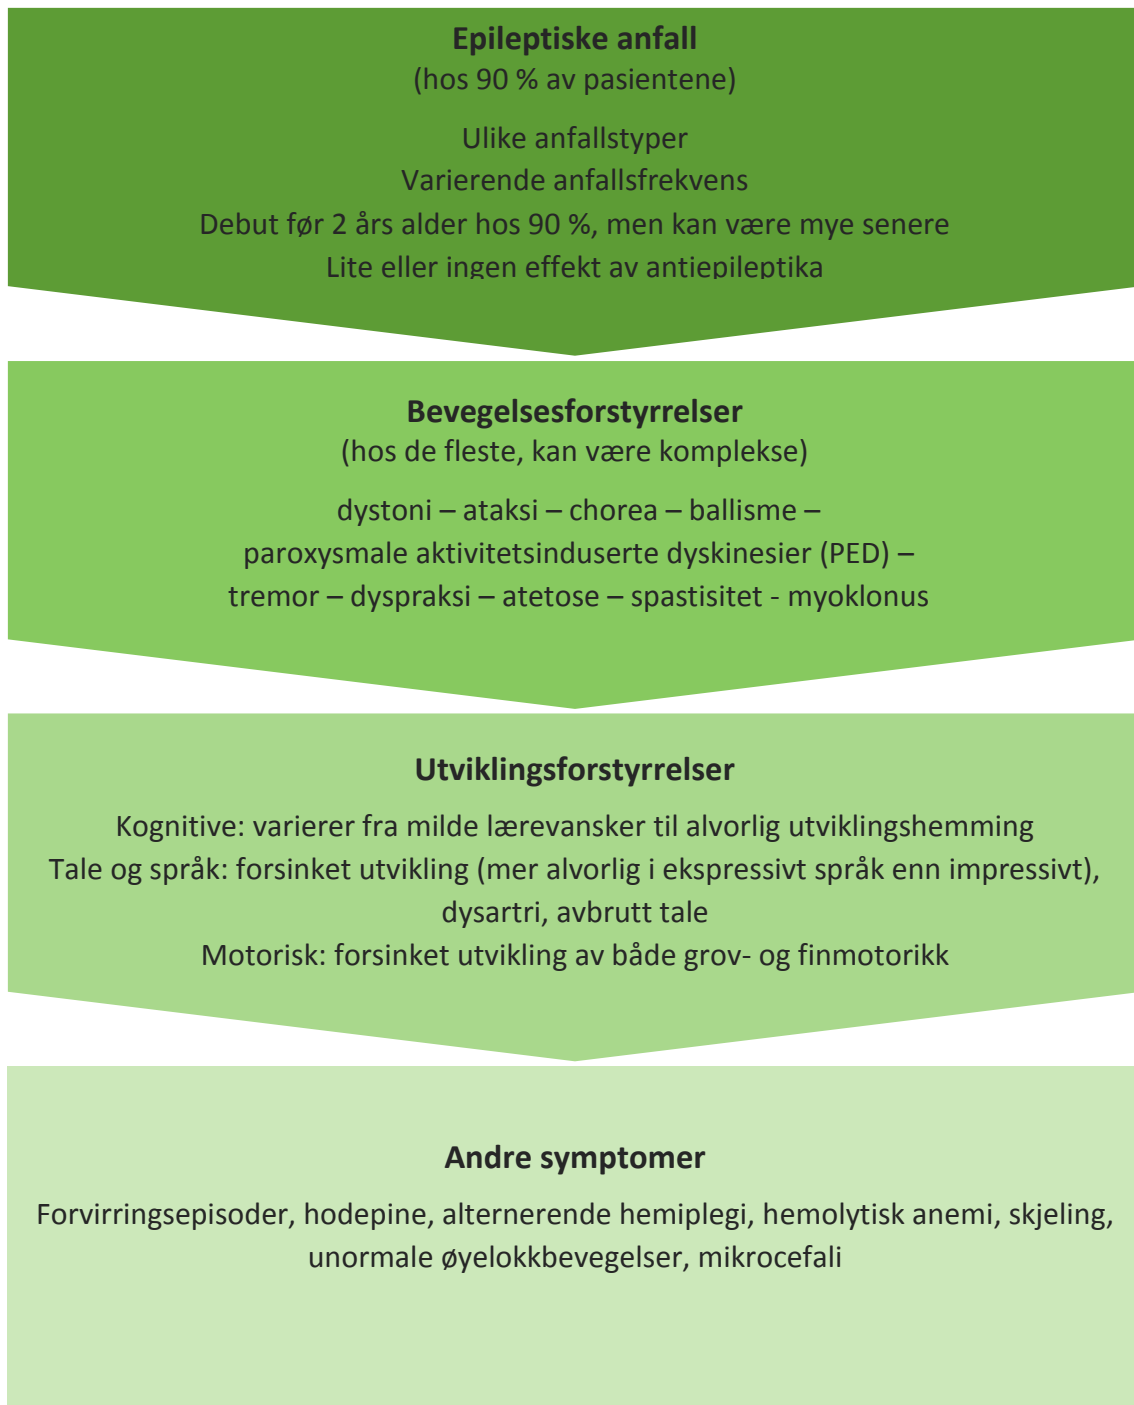 Epileptiske anfall
(hos 90 % av pasientene)
Ulike anfallstyper
Varierende anfallsfrekvens
Debut før 2 års alder hos 90 %, men kan være mye senere
Lite eller ingen effekt av antiepileptika
Bevegelsesforstyrrelser
(hos de fleste, kan være komplekse)
dystoni – ataksi – chorea – ballisme –
paroxysmale aktivitetsinduserte dyskinesier (PED) –
tremor – dyspraksi – atetose – spastisitet - myoklonus
Utviklingsforstyrrelser
Kognitive: varierer fra milde lærevansker til alvorlig utviklingshemming
Tale og språk: forsinket utvikling (mer alvorlig i ekspressivt språk enn impressivt),
dysartri, avbrutt tale
Motorisk: forsinket utvikling av både grov- og finmotorikk
Andre symptomer
Forvirringsepisoder, hodepine, alternerende hemiplegi, hemolytisk anemi, skjeling,
unormale øyelokkbevegelser, mikrocefali